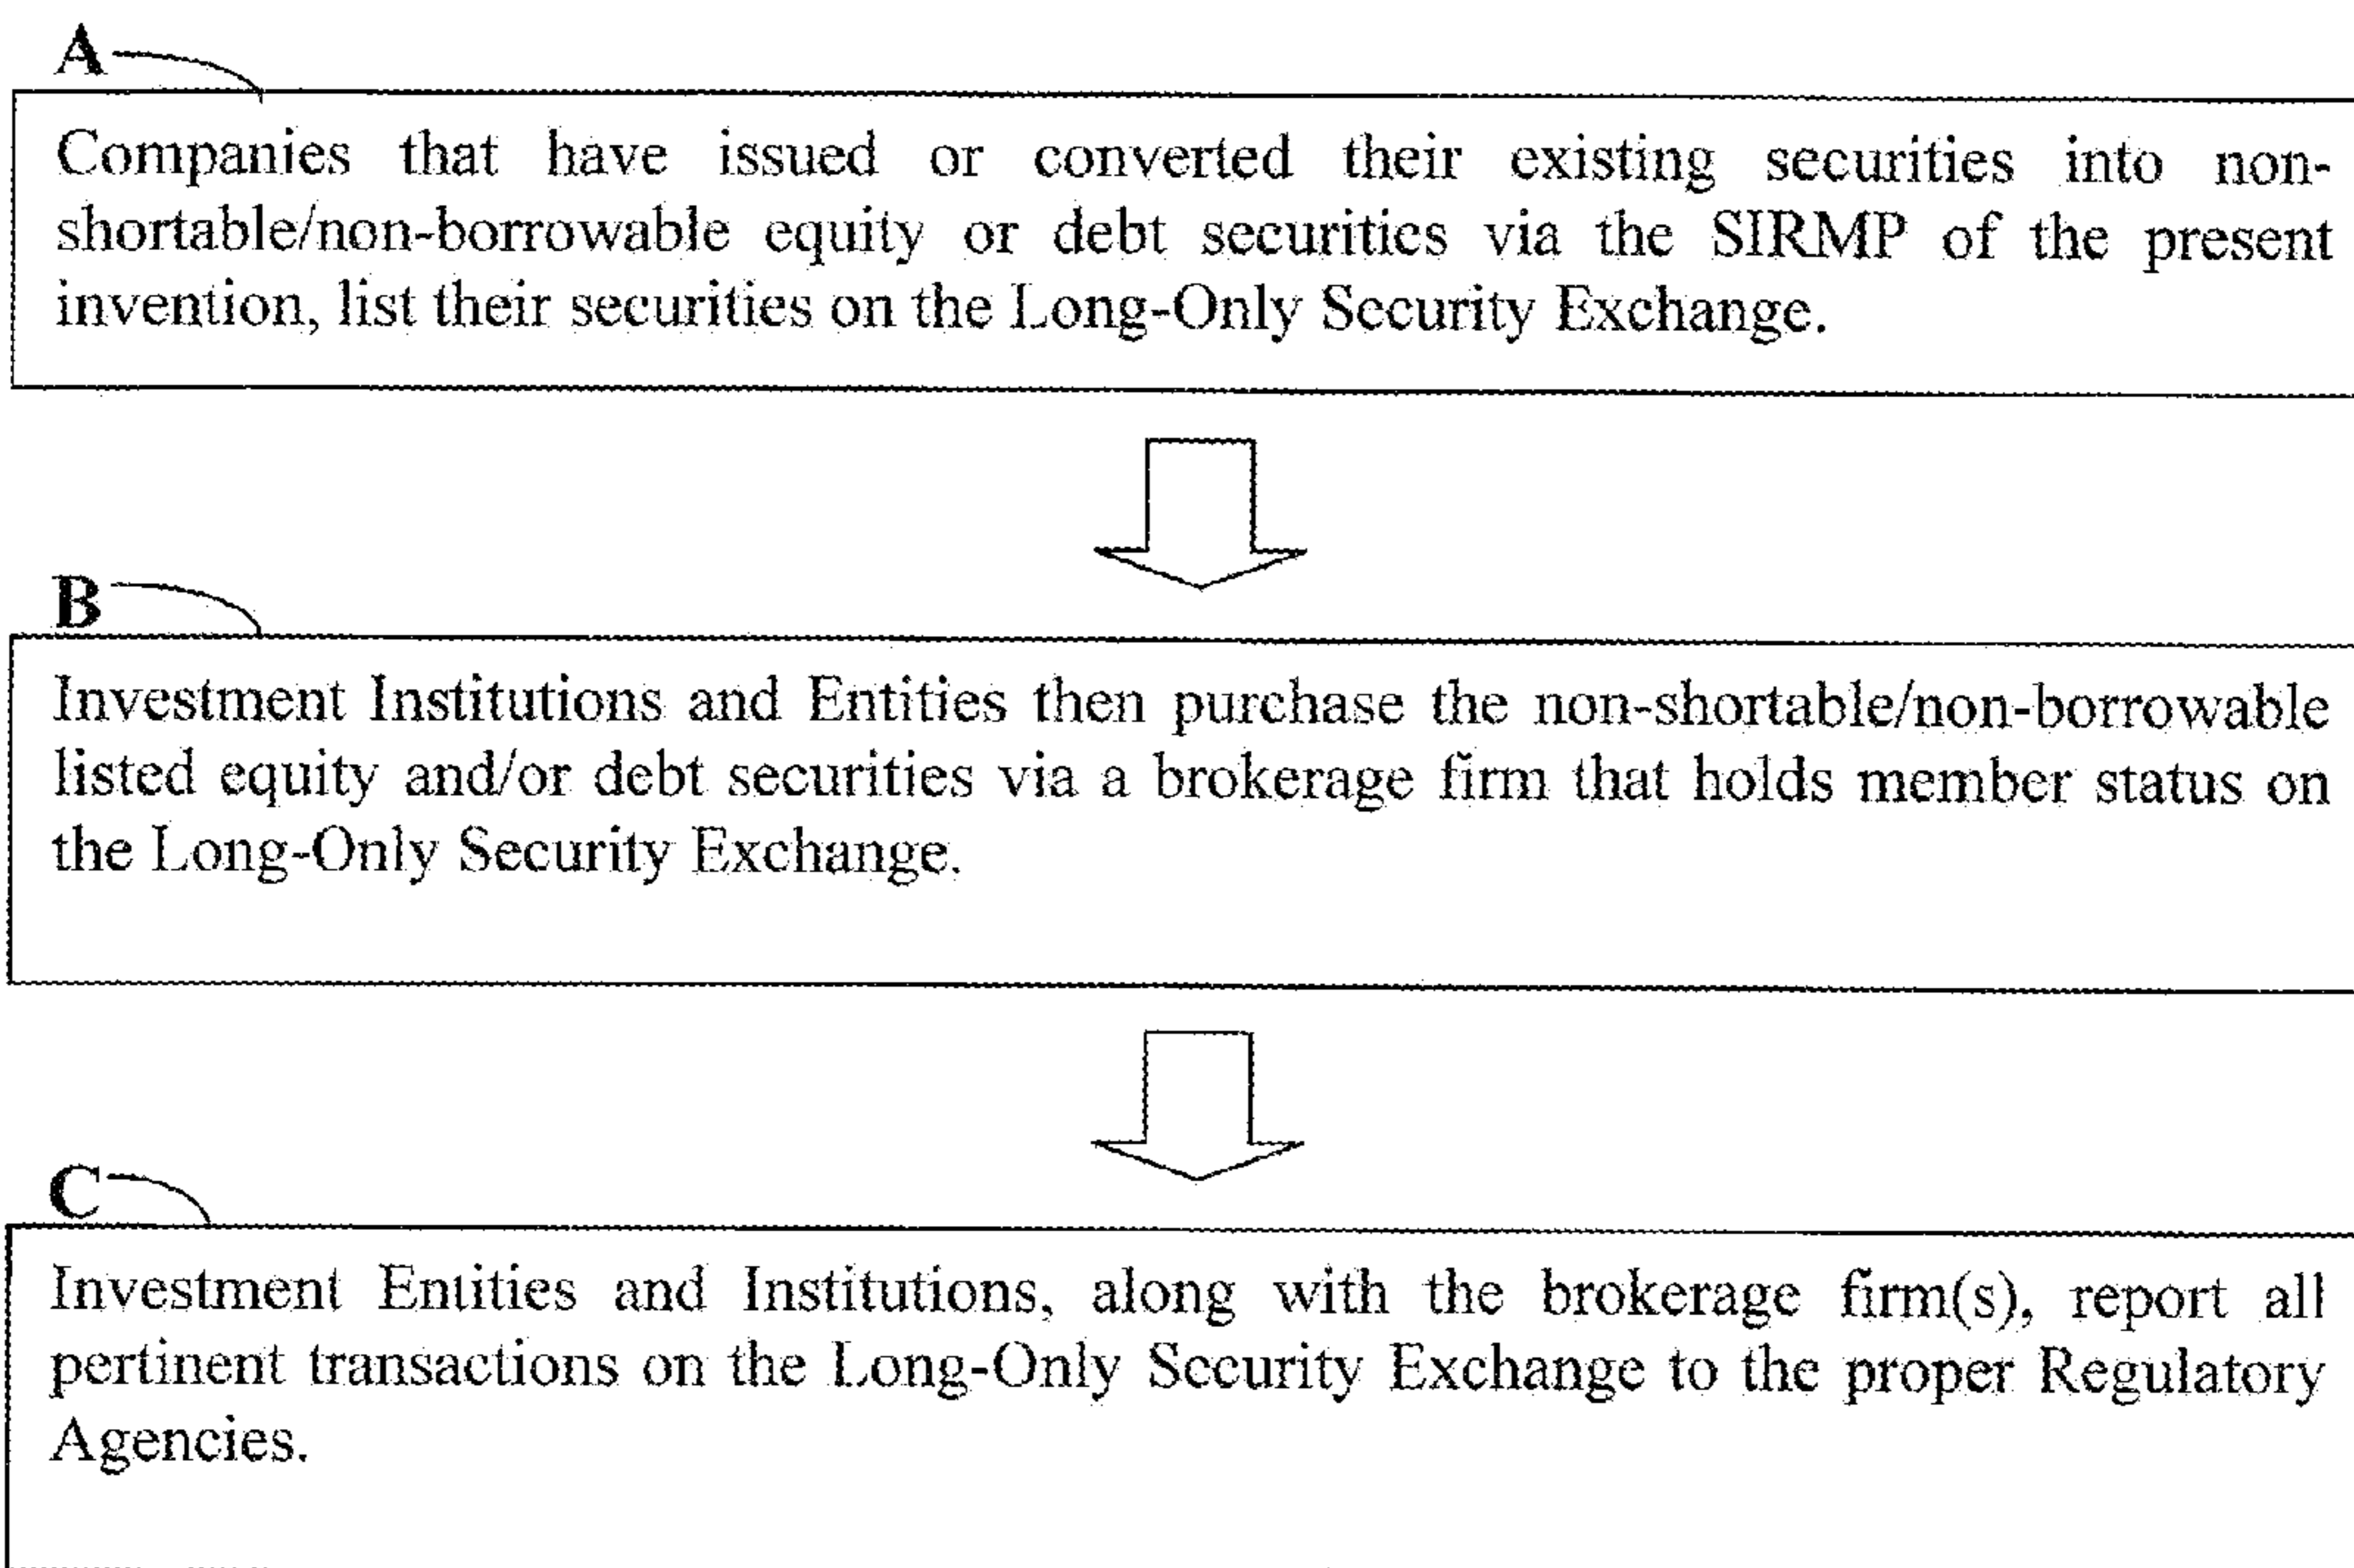 A
Companies that have issued or converted their existing securities into non-
shortable/non-borrowable equity or debt securities via the SIRMP of the present
invention, list their securities on the Long-Only Security Exchange.
B
Investment Institutions and Entities then purchase the non-shortable/non-borrowable
listed equity and/or debt securities via a brokerage firm that holds member status on
the Long-Only Security Exchange.
C
Investment Entities and Institutions, along with the brokerage firm(s), report all
pertinent transactions on the Long-Only Security Exchange to the proper Regulatory
Agencies.